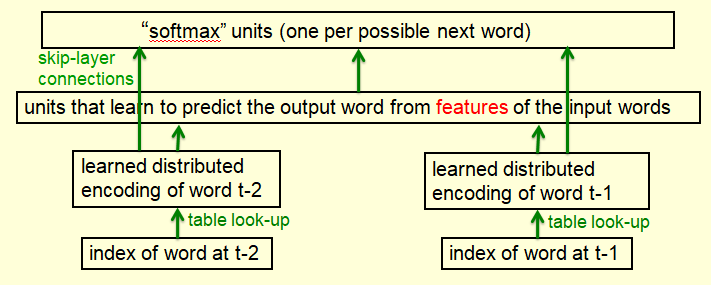 “softmax” units (one per possible next word)
skip-layer
connections
units that learn to predict the output word from features of the input words
learned distributed
encoding of word t-2
learned distributed
encoding of word t-1
table look-up
table look-up
index of word at t-2
index of word at t-1